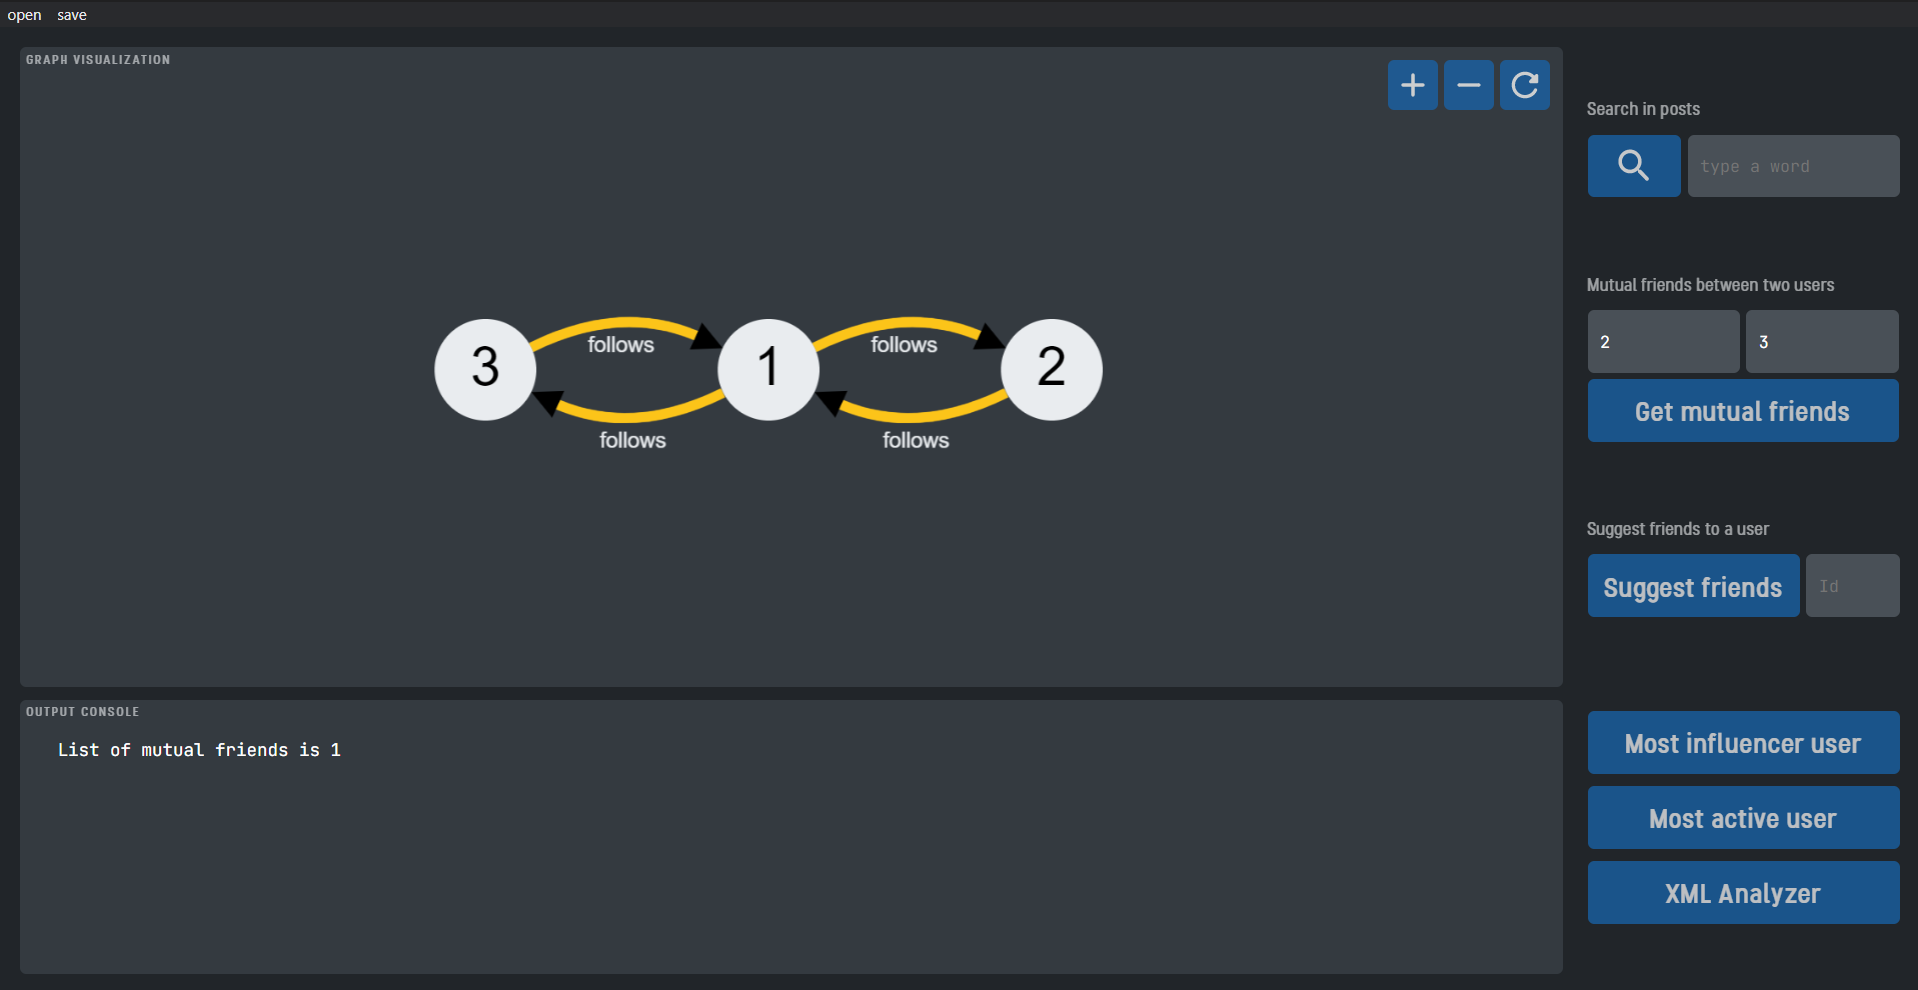 open save
GRAPH VISUALIZATION
3
follows
1
follows
2
follows
follows
OUTPUT CONSOLE
List of mutual friends is 1
Search in posts
type a word
Mutual friends between two users
2 3
Get mutual friends
Suggest friends to a user
Suggest friends Id
Most influencer user
Most active user
XML Analyzer